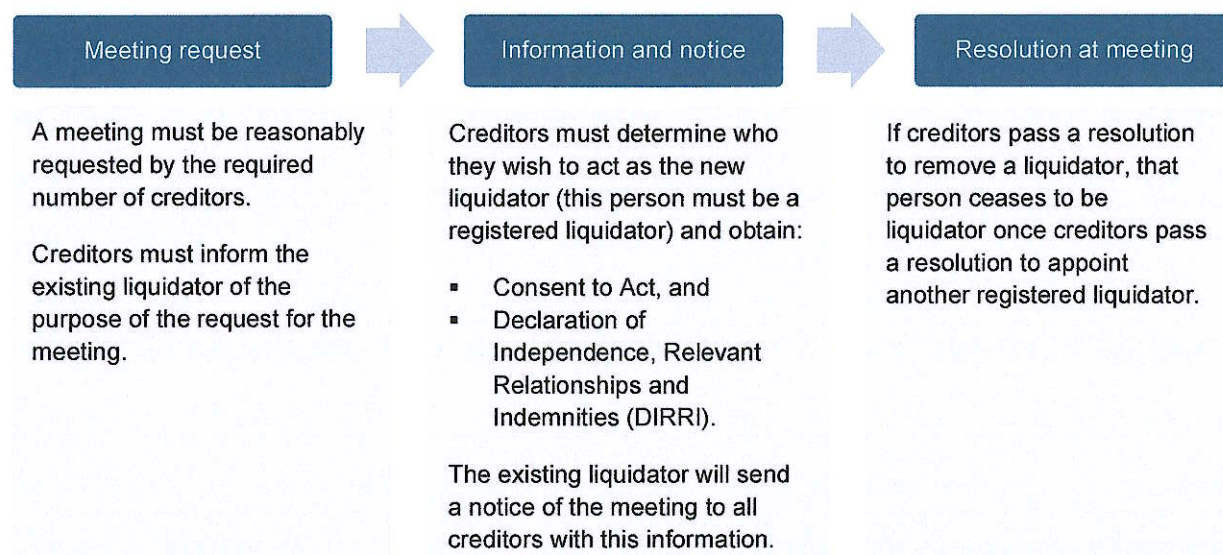 Meeting request
Information and notice
Resolution at meeting
A meeting must be reasonably
requested by the required
number of creditors.
Creditors must inform the
existing liquidator of the
purpose of the request for the
meeting.
Creditors must determine who
they wish to act as the new
liquidator (this person must be a
registered liquidator) and obtain:
▪ Consent to Act, and
▪ Declaration of
Independence, Relevant
Relationships and
Indemnities (DIRRI).
The existing liquidator will send
a notice of the meeting to all
creditors with this information.
If creditors pass a resolution
to remove a liquidator, that
person ceases to be
liquidator once creditors pass
a resolution to appoint
another registered liquidator.